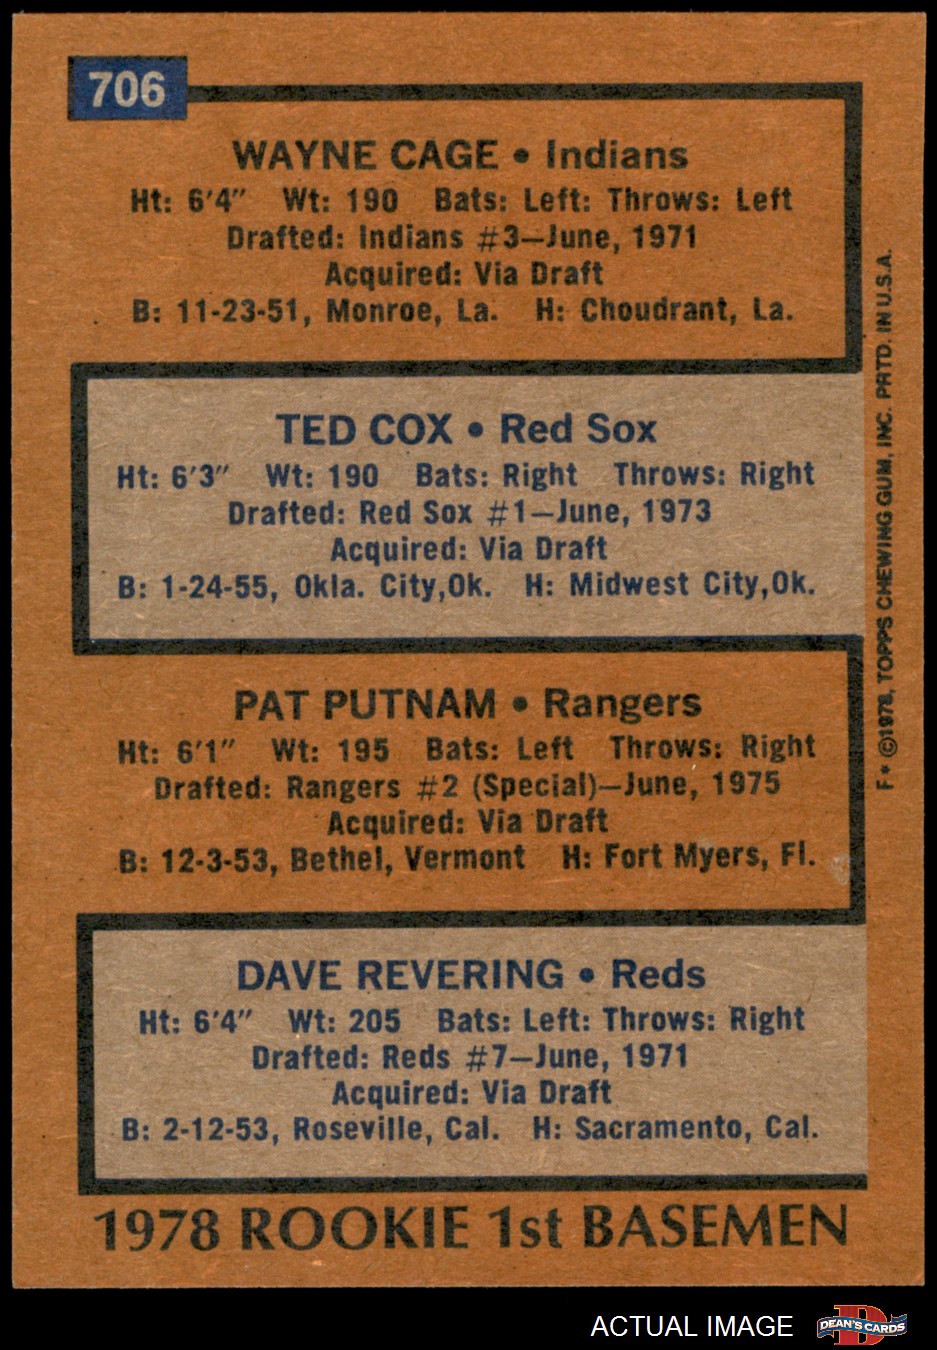 706
WAYNE CAGE • Indians
Ht: 6'4" Wt: 190 Bats: Left: Throws: Left
Drafted: Indians #3—June, 1971
Acquired: Via Draft
B: 11-23-51, Monroe, La. H: Choudrant, La.
TED COX • Red Sox
Ht: 6'3" Wt: 190 Bats: Right Throws: Right
Drafted: Red Sox #1—June, 1973
Acquired: Via Draft
B: 1-24-55, Okla. City,Ok. H: Midwest City,Ok.
PAT PUTNAM • Rangers
Ht: 6'1" Wt: 195 Bats: Left Throws: Right
Drafted: Rangers #2 (Special)—June, 1975
Acquired: Via Draft
B: 12-3-53, Bethel, Vermont H: Fort Myers, Fl.
DAVE REVERING • Reds
Ht: 6'4" Wt: 205 Bats: Left: Throws: Right
Drafted: Reds #7—June, 1971
Acquired: Via Draft
B: 2-12-53, Roseville, Cal. H: Sacramento, Cal.
1978 ROOKIE 1st BASEMEN
F* ©1978, TOPPS CHEWING GUM, INC. PRTD. IN U.S.A.
ACTUAL IMAGE
D
DEAN'S CARDS